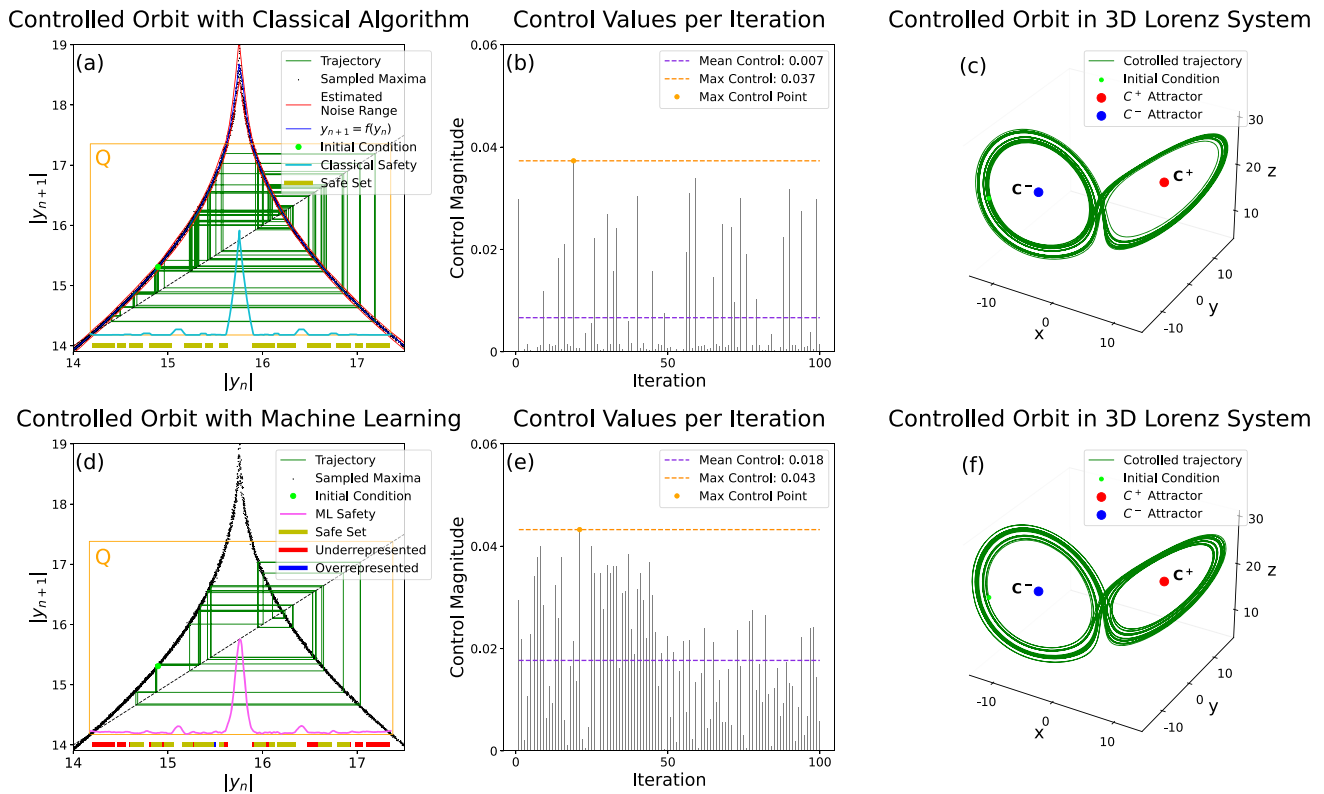 Controlled Orbit with Classical Algorithm
(a)
Q
Trajectory
Sampled Maxima
Estimated
Noise Range
yₙ₊₁ = f(yₙ)
Initial Condition
Classical Safety
Safe Set
19
18
17
16
15
14
|yₙ₊₁|
14
15
16
17
|yₙ|
Control Values per Iteration
(b)
Mean Control: 0.007
Max Control: 0.037
Max Control Point
0.06
0.04
0.02
0
Control Magnitude
0
50
100
Iteration
Controlled Orbit in 3D Lorenz System
(c)
Cotrolled trajectory
Initial Condition
C⁺ Attractor
C⁻ Attractor
C⁻
C⁺
30
20
10
z
10
0
-10
y
-10
0
10
x
Controlled Orbit with Machine Learning
(d)
Q
Trajectory
Sampled Maxima
Initial Condition
ML Safety
Safe Set
Underrepresented
Overrepresented
19
18
17
16
15
14
|yₙ₊₁|
14
15
16
17
|yₙ|
Control Values per Iteration
(e)
Mean Control: 0.018
Max Control: 0.043
Max Control Point
0.06
0.04
0.02
0
Control Magnitude
0
50
100
Iteration
Controlled Orbit in 3D Lorenz System
(f)
Cotrolled trajectory
Initial Condition
C⁺ Attractor
C⁻ Attractor
C⁻
C⁺
30
20
10
z
10
0
-10
y
-10
0
10
x